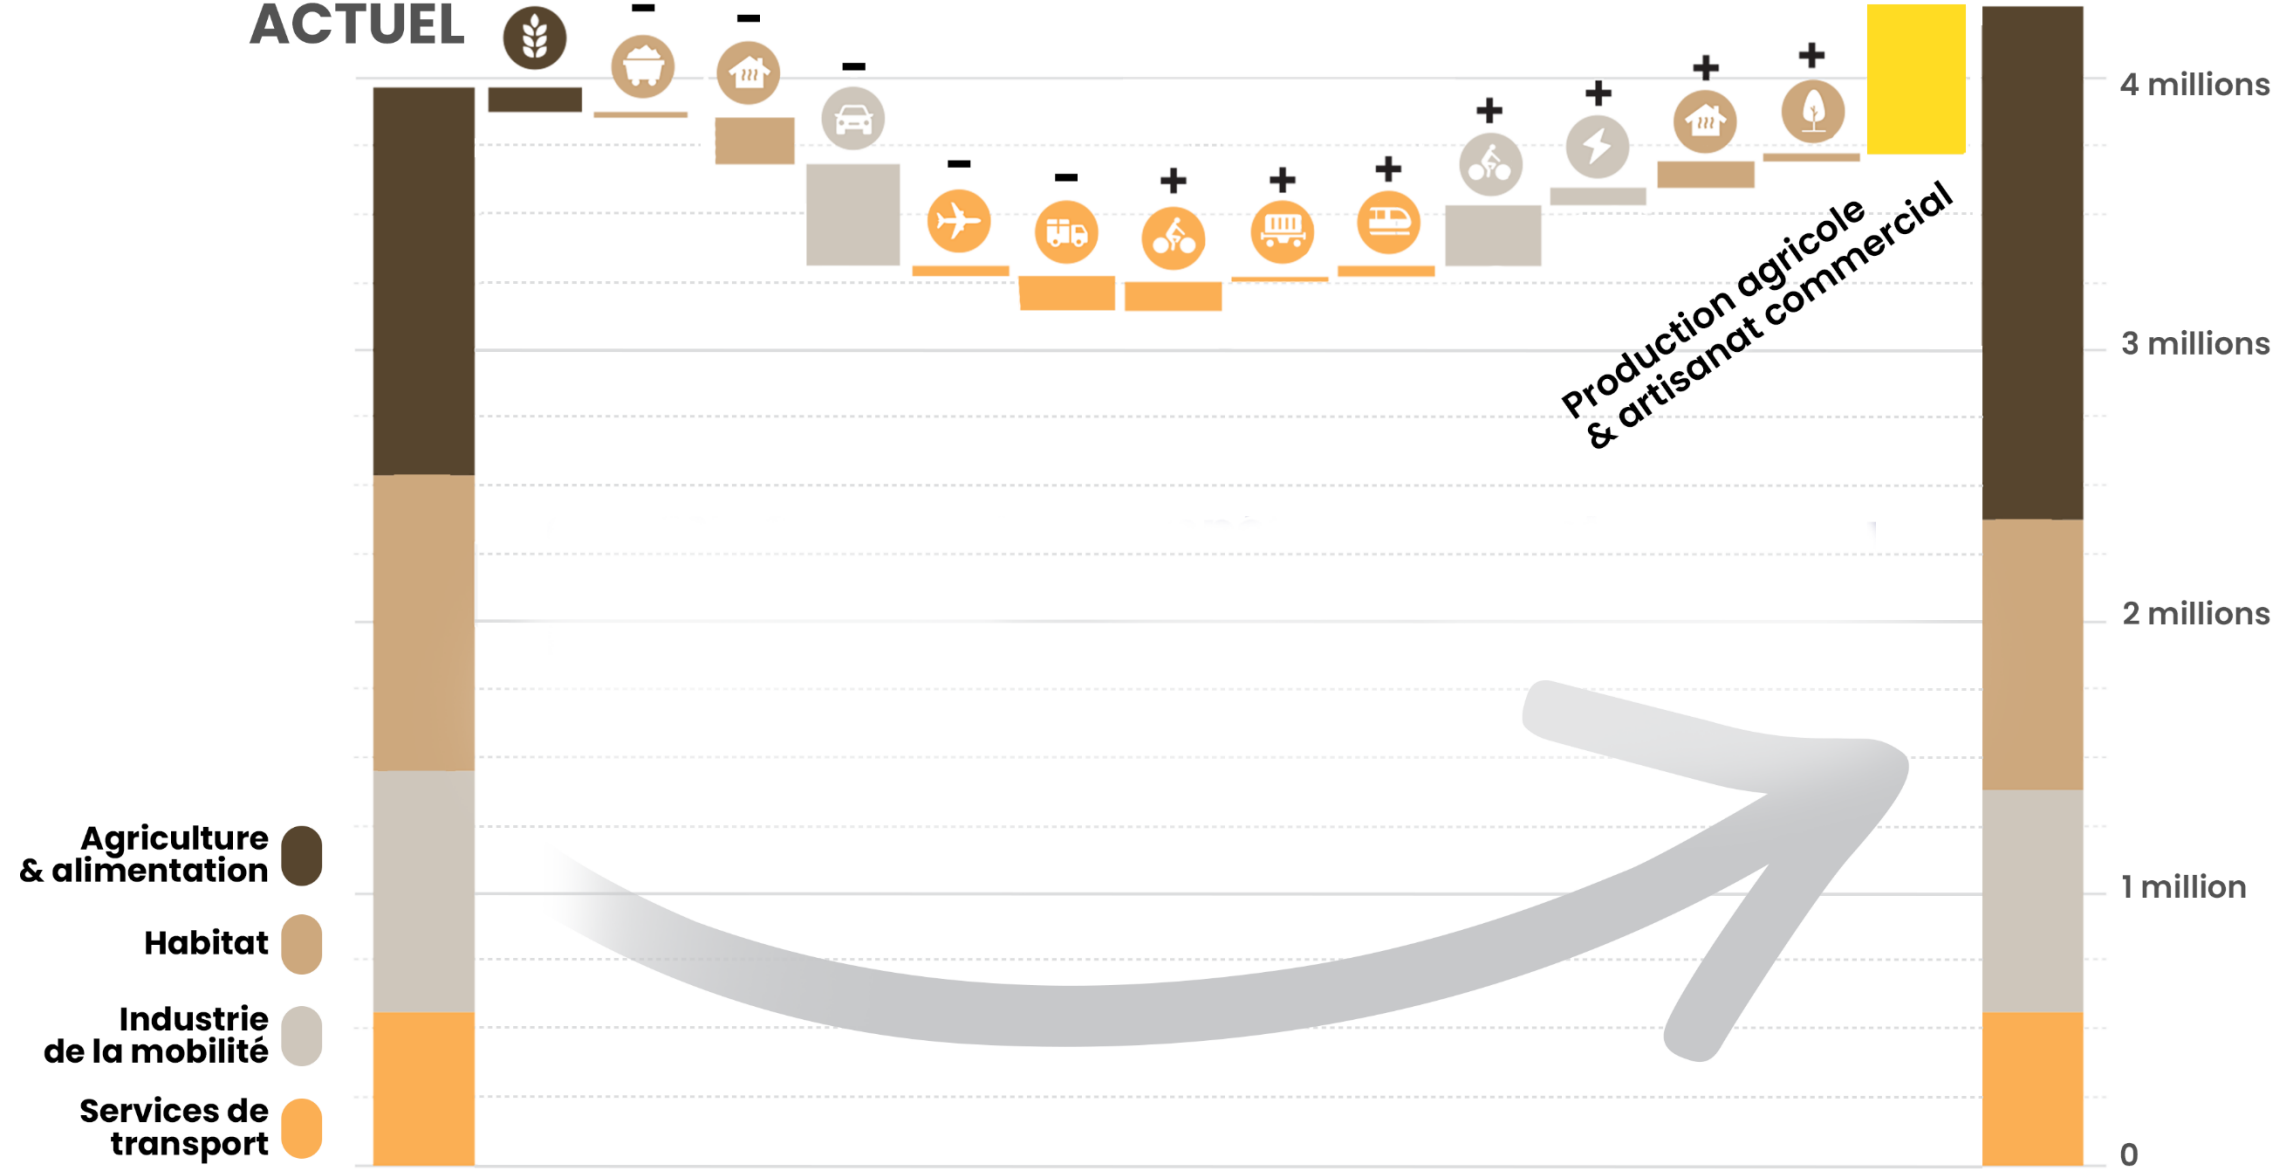 ACTUEL
4 millions
3 millions
2 millions
1 million
0
Production agricole
& artisanat commercial
Agriculture
& alimentation
Habitat
Industrie
de la mobilité
Services de
transport